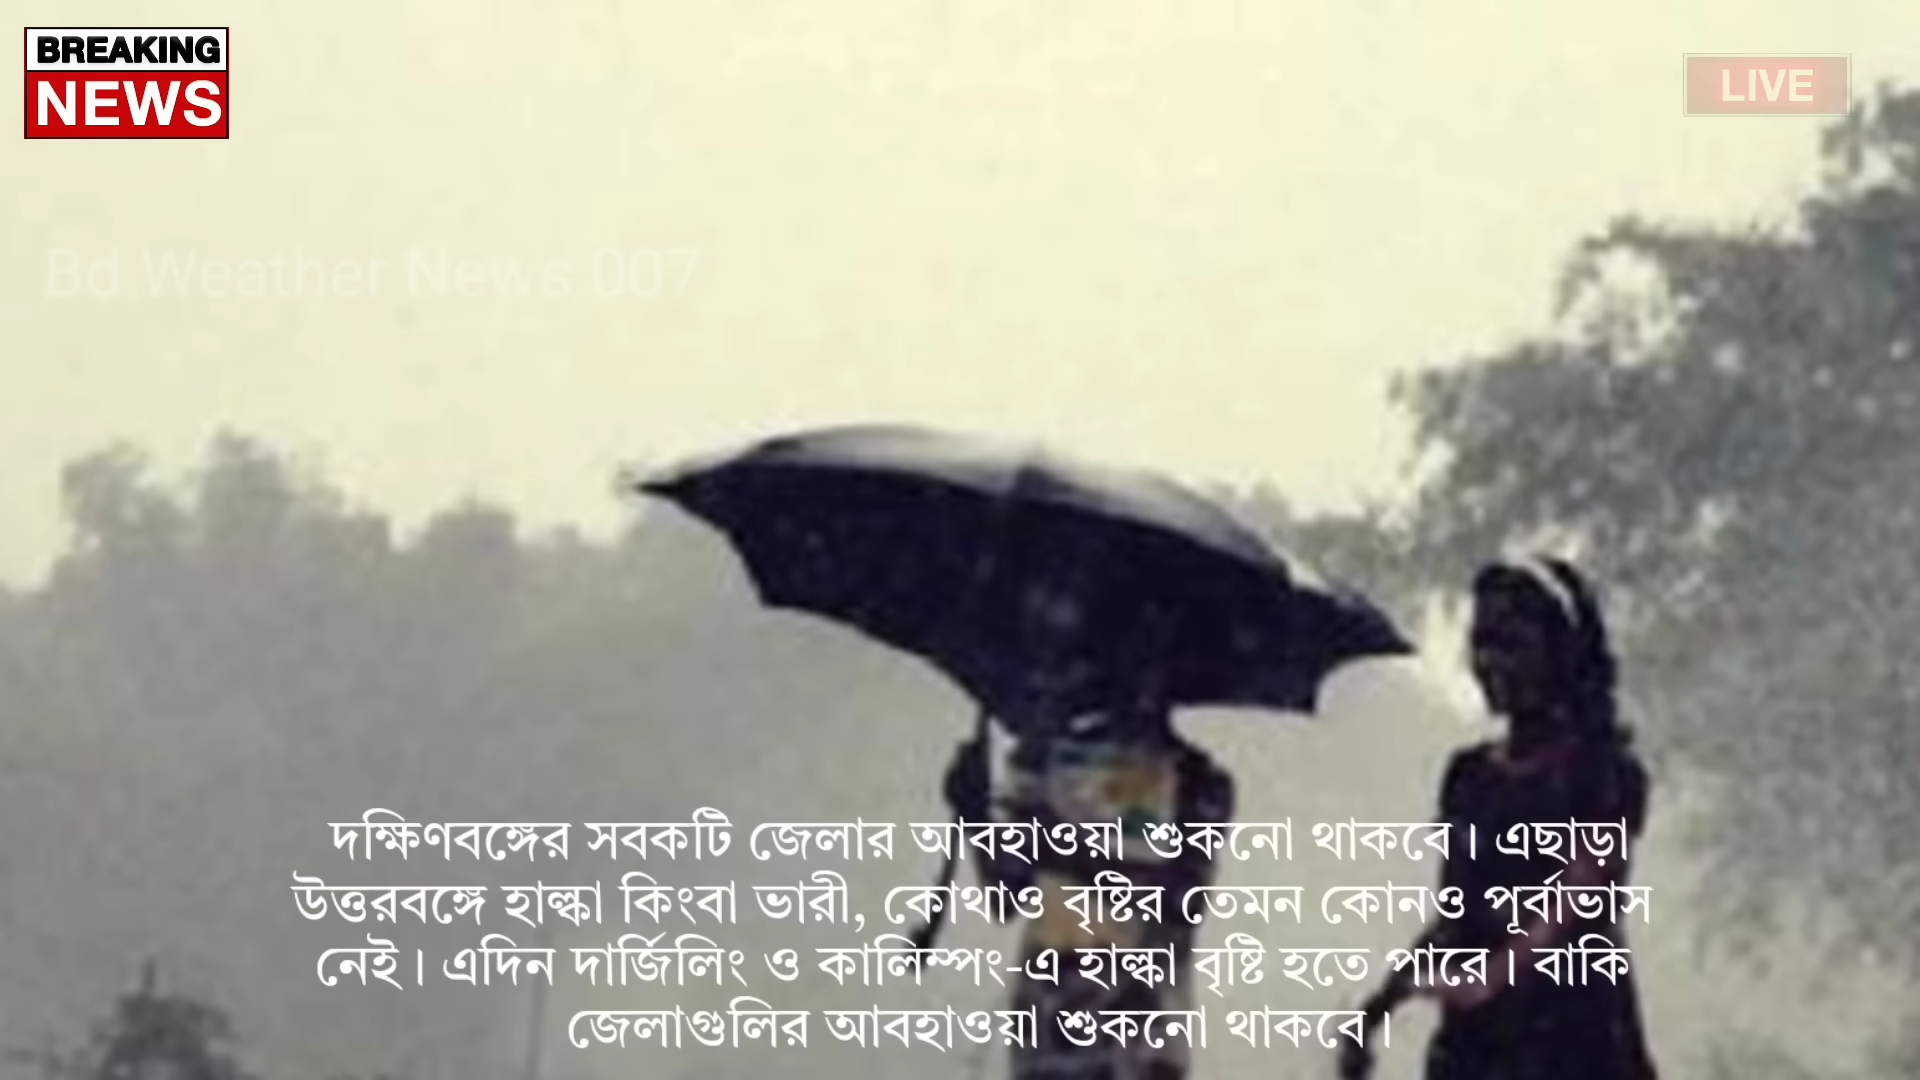 BREAKING
NEWS
LIVE
Bd Weather News 007
দক্ষিণবঙ্গের সবকটি জেলার আবহাওয়া শুকনো থাকবে। এছাড়া
উত্তরবঙ্গে হাল্কা কিংবা ভারী, কোথাও বৃষ্টির তেমন কোনও পূর্বাভাস
নেই। এদিন দার্জিলিং ও কালিম্পং-এ হাল্কা বৃষ্টি হতে পারে। বাকি
জেলাগুলির আবহাওয়া শুকনো থাকবে।